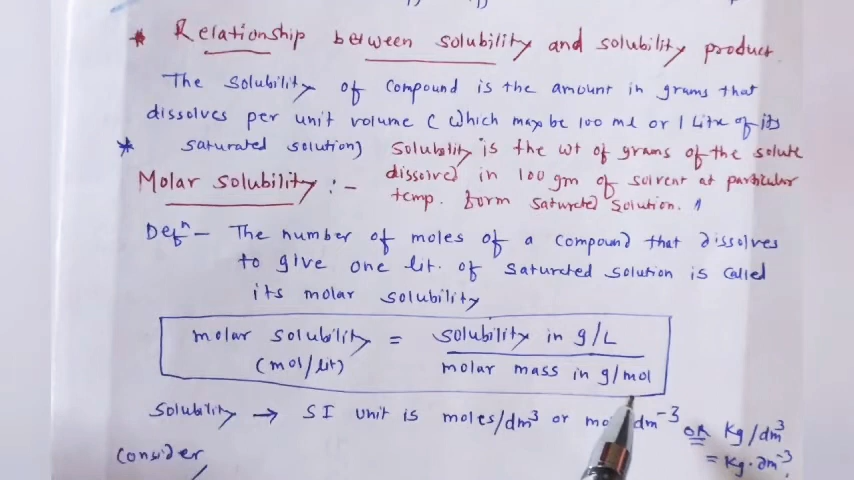 * Relationship between solubility and solubility product
The solubility of compound is the amount in grams that
dissolves per unit volume ( which may be 100 ml or 1 Litre of its
* saturated solution)
Solubility is the wt of grams of the solute
dissolved in 100 gm of solvent at particular
temp. form saturated solution.
Molar solubility :-
Defn - The number of moles of a compound that dissolves
to give one lit. of saturated solution is called
its molar solubility
molar solubility = solubility in g/L
(mol/lit) molar mass in g/mol
Solubility → SI unit is moles/dm³ or mol dm⁻³ OR Kg/dm³
= Kg.dm⁻³.
Consider